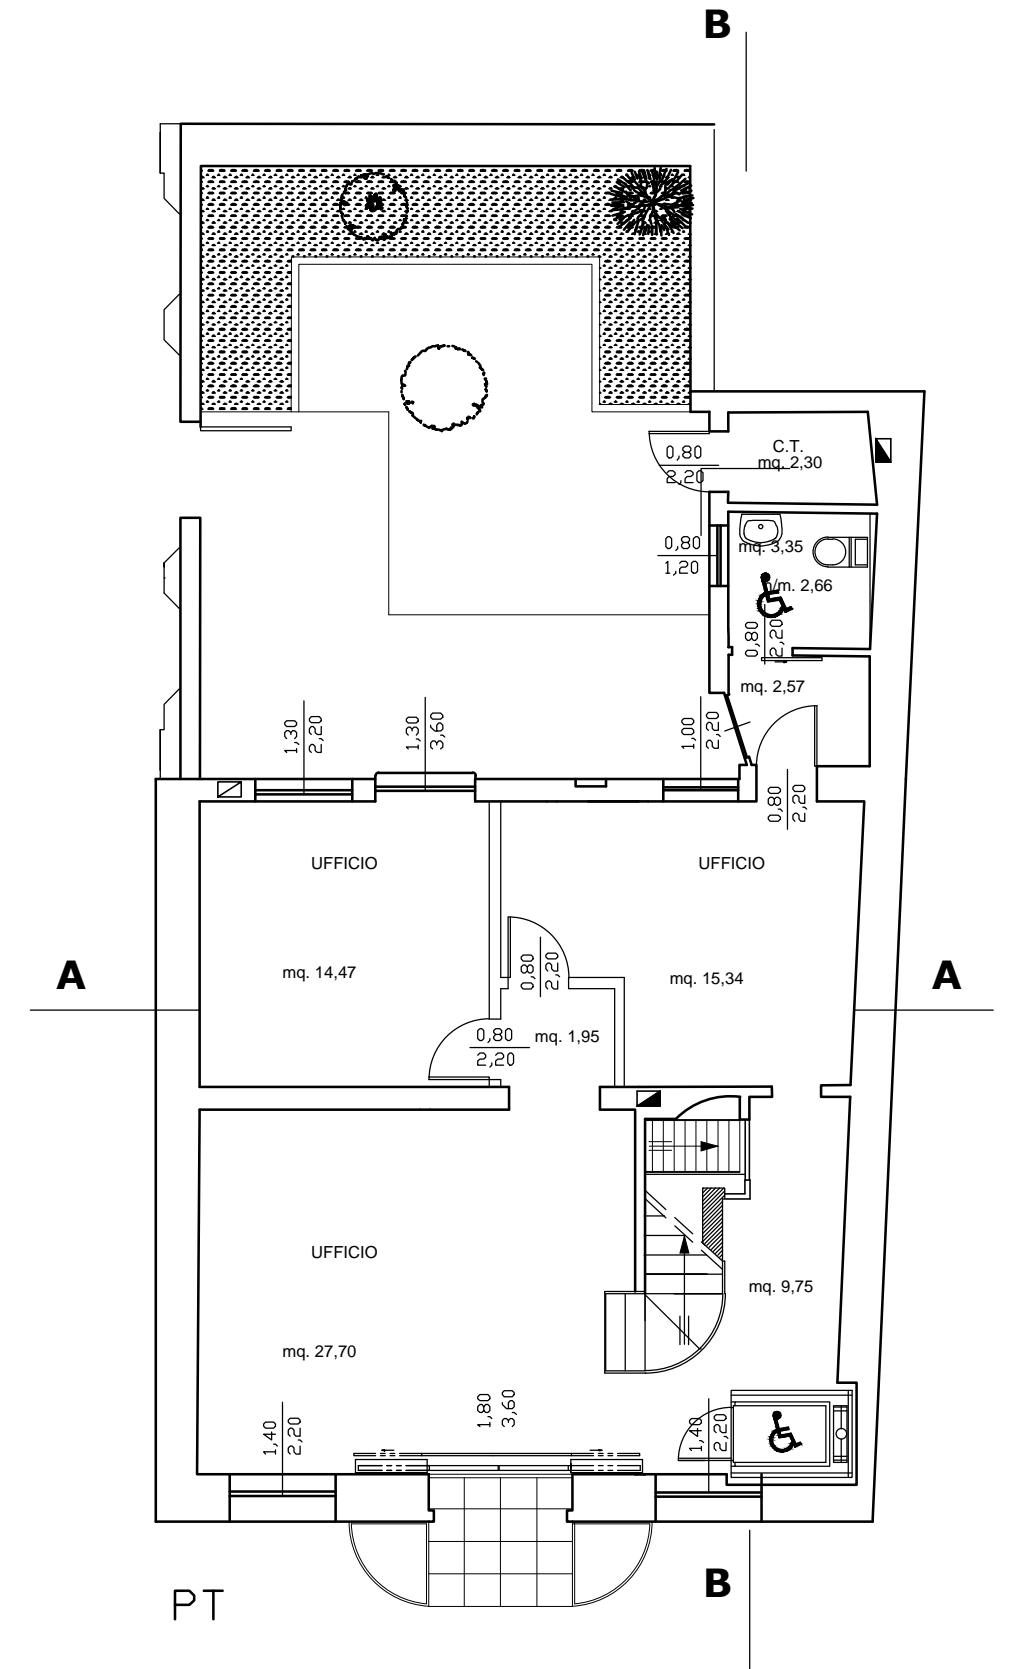 B
C.T.
mq. 2,30
0,80
2,20
0,80
1,20
mq. 3,35
/m. 2,66
0,80
2,20
mq. 2,57
1,30
2,20
1,30
3,60
1,00
2,20
0,80
2,20
UFFICIO
UFFICIO
0,80
2,20
A
mq. 14,47
mq. 15,34
A
0,80
2,20
mq. 1,95
UFFICIO
mq. 9,75
mq. 27,70
1,80
3,60
1,40
2,20
1,40
2,20
B
PT